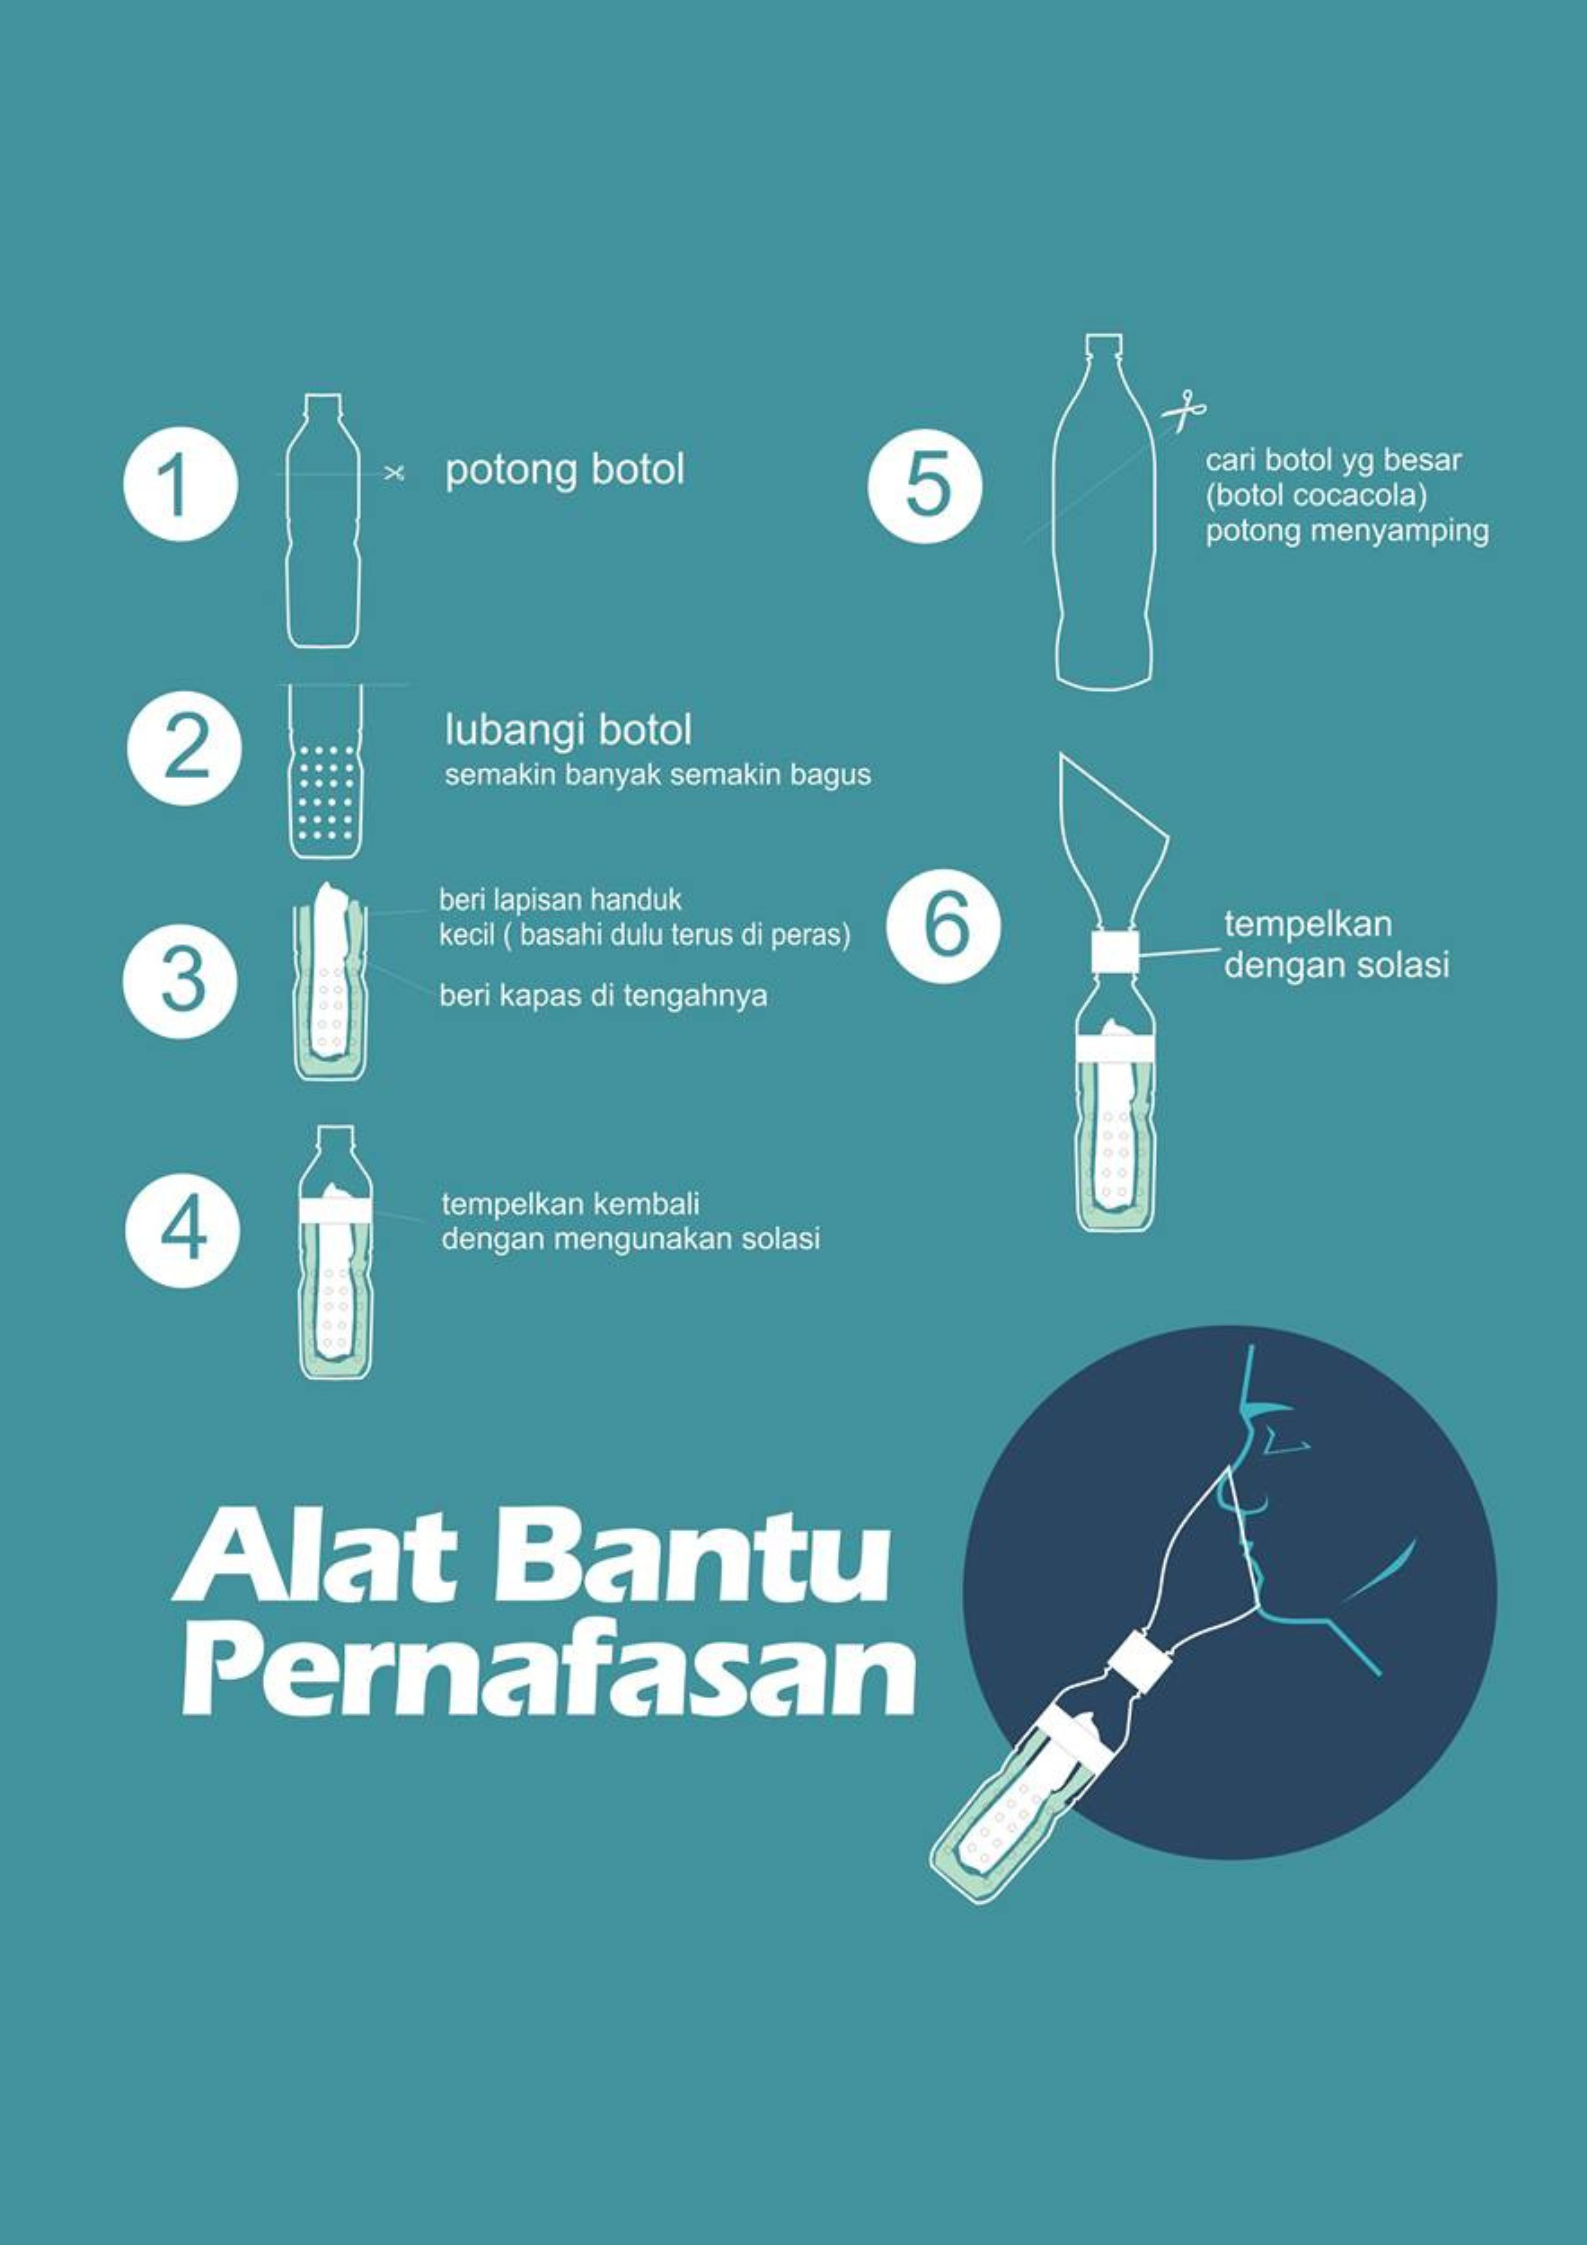 1
potong botol
2
lubangi botol
semakin banyak semakin bagus
3
beri lapisan handuk
kecil ( basahi dulu terus di peras)
beri kapas di tengahnya
4
tempelkan kembali
dengan mengunakan solasi
5
cari botol yg besar
(botol cocacola)
potong menyamping
6
tempelkan
dengan solasi
Alat Bantu
Pernafasan